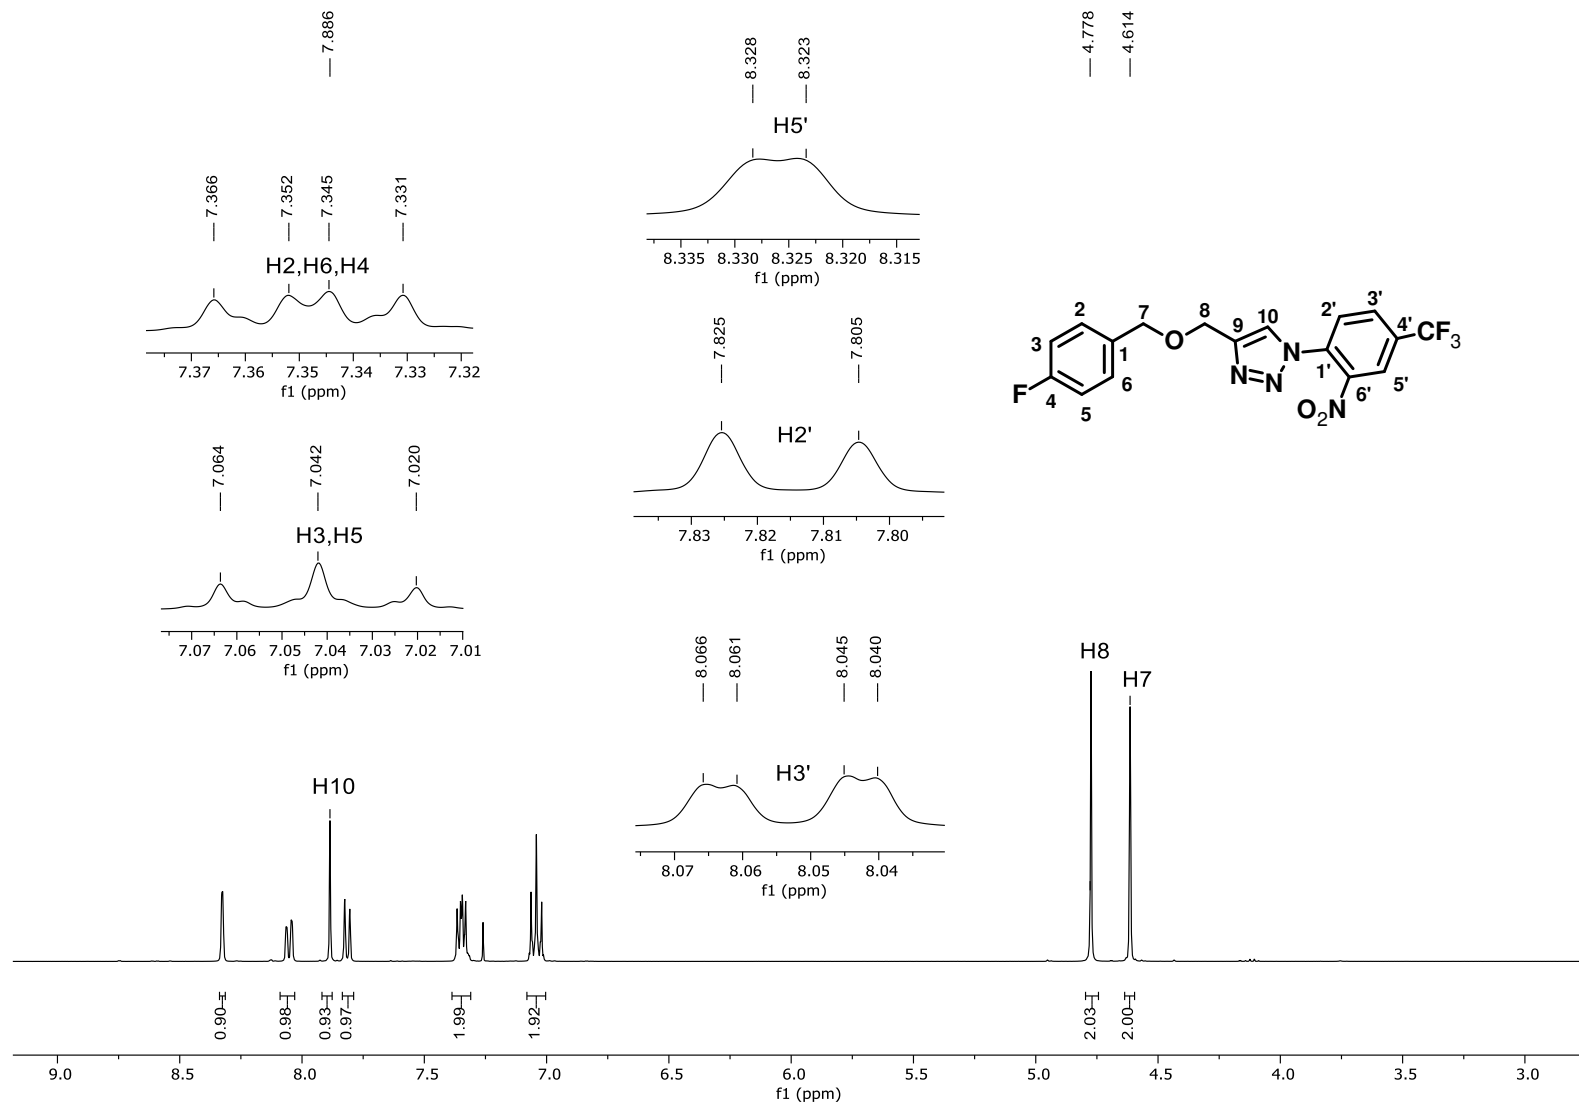 7.886
4.778
4.614
7.366
7.352
7.345
7.331
H2,H6,H4
7.37 7.36 7.35 7.34 7.33 7.32
f1 (ppm)
8.328
8.323
H5'
8.335 8.330 8.325 8.320 8.315
f1 (ppm)
7.064
7.042
7.020
H3,H5
7.07 7.06 7.05 7.04 7.03 7.02 7.01
f1 (ppm)
7.825
7.805
H2'
7.83 7.82 7.81 7.80
f1 (ppm)
8.066
8.061
8.045
8.040
H3'
8.07 8.06 8.05 8.04
f1 (ppm)
2 7 8 10 2' 3'
3 1 O 9 N 1' 4' CF3
F 4 5 6 N N 6' 5'
O2N
H8
H7
H10
0.90
0.98
0.93
0.97
1.99
1.92
2.03
2.00
9.0 8.5 8.0 7.5 7.0 6.5 6.0 5.5 5.0 4.5 4.0 3.5 3.0
f1 (ppm)